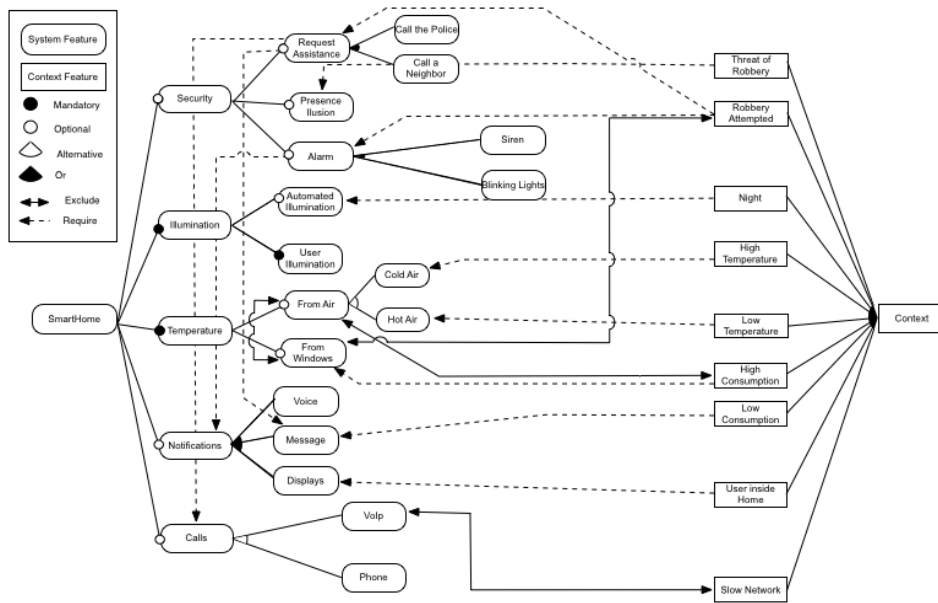 System Feature
Context Feature
Mandatory
Optional
Alternative
Or
Exclude
Require
SmartHome
Security
Illumination
Temperature
Notifications
Calls
Request
Assistance
Presence
Ilusion
Alarm
Automated
Illumination
User
Illumination
From Air
From
Windows
Voice
Message
Displays
VoIp
Phone
Call the Police
Call a
Neighbor
Siren
Blinking Lights
Cold Air
Hot Air
Threat of
Robbery
Robbery
Attempted
Night
High
Temperature
Low
Temperature
High
Consumption
Low
Consumption
User inside
Home
Slow Network
Context